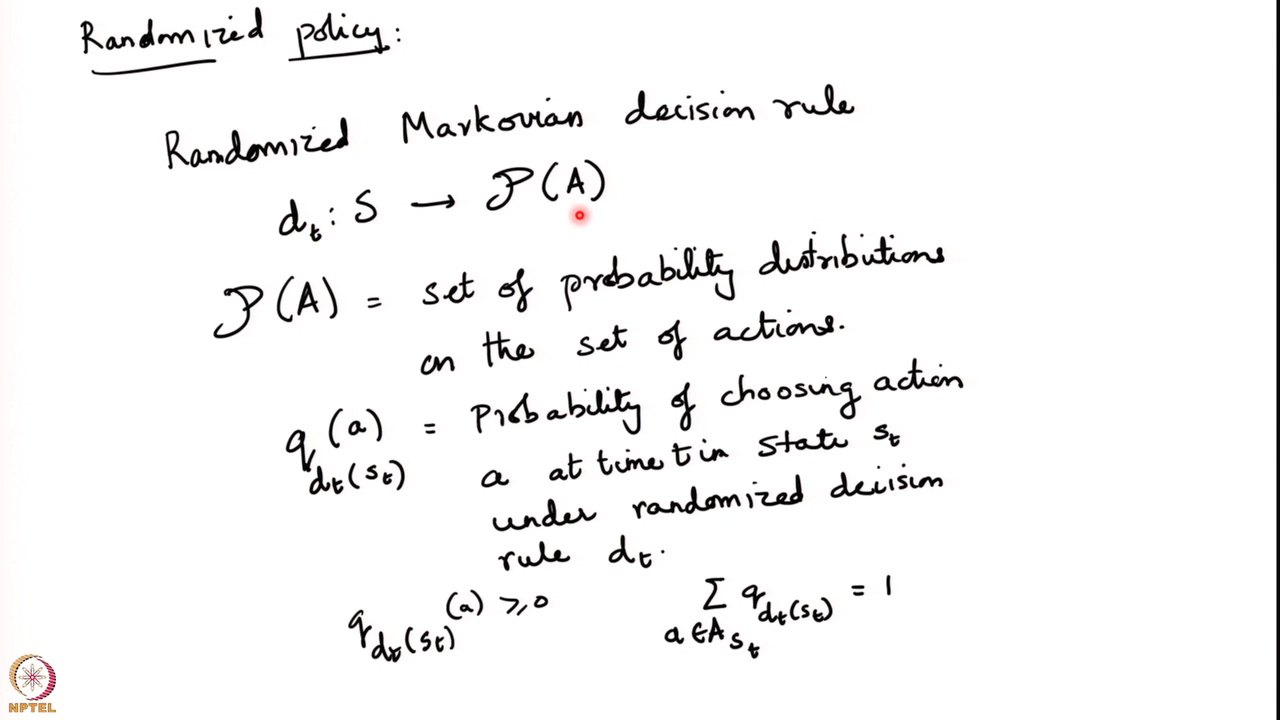 Randomized policy:
Randomized Markovian decision rule
d_t : S → P(A)
P(A) = set of probability distributions
on the set of actions.
q_{d_t(s_t)}(a) = Probability of choosing action
a at time t in state s_t
under randomized decision
rule d_t.
q_{d_t(s_t)}(a) ≥ 0 ∑_{a ∈ A_{s_t}} q_{d_t(s_t)} = 1
NPTEL